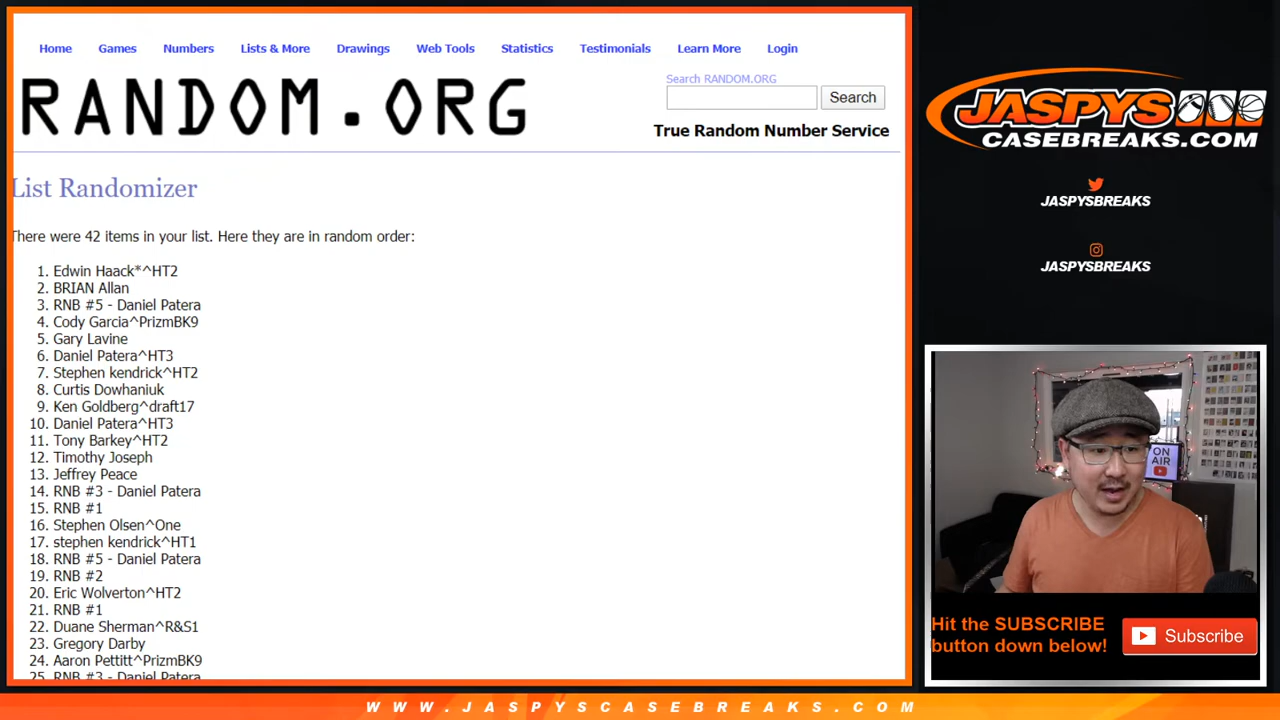 Home Games Numbers Lists & More Drawings Web Tools Statistics Testimonials Learn More Login
RANDOM.ORG
Search RANDOM.ORG
Search
True Random Number Service
List Randomizer
There were 42 items in your list. Here they are in random order:
1. Edwin Haack*^HT2
2. BRIAN Allan
3. RNB #5 - Daniel Patera
4. Cody Garcia^PrizmBK9
5. Gary Lavine
6. Daniel Patera^HT3
7. Stephen kendrick^HT2
8. Curtis Dowhaniuk
9. Ken Goldberg^draft17
10. Daniel Patera^HT3
11. Tony Barkey^HT2
12. Timothy Joseph
13. Jeffrey Peace
14. RNB #3 - Daniel Patera
15. RNB #1
16. Stephen Olsen^One
17. stephen kendrick^HT1
18. RNB #5 - Daniel Patera
19. RNB #2
20. Eric Wolverton^HT2
21. RNB #1
22. Duane Sherman^R&S1
23. Gregory Darby
24. Aaron Pettitt^PrizmBK9
25. RNB #3 - Daniel Patera
JASPYS
CASEBREAKS.COM
JASPYSBREAKS
JASPYSBREAKS
ON
AIR
Hit the SUBSCRIBE
button down below!
Subscribe
WWW.JASPYSCASEBREAKS.COM